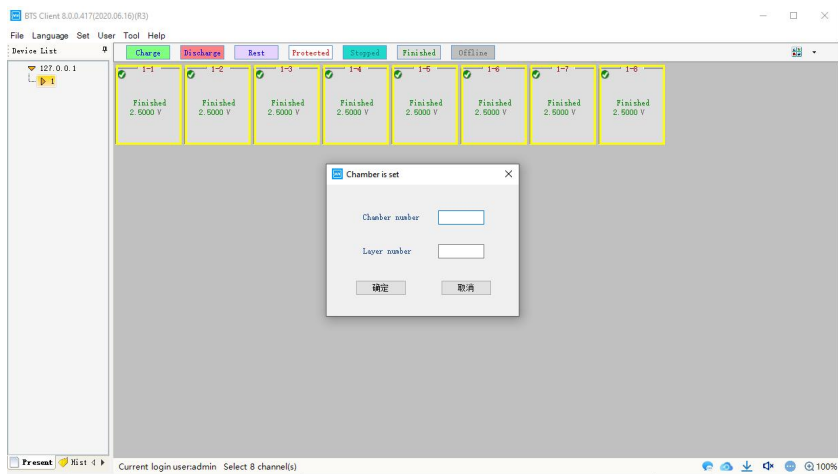 BTS Client 8.0.0.417(2020.06.16)(R3)
File Language Set User Tool Help
Device List
Charge Discharge Rest Protected Stopped Finished Offline
127.0.0.1
1
1-1 1-2 1-3 1-4 1-5 1-6 1-7 1-8
Finished Finished Finished Finished Finished Finished Finished Finished
2.5000 V 2.5000 V 2.5000 V 2.5000 V 2.5000 V 2.5000 V 2.5000 V 2.5000 V
Chamber is set
Chamber number
Layer number
确定 取消
Present Hist
Current login user:admin Select 8 channel(s)
100%